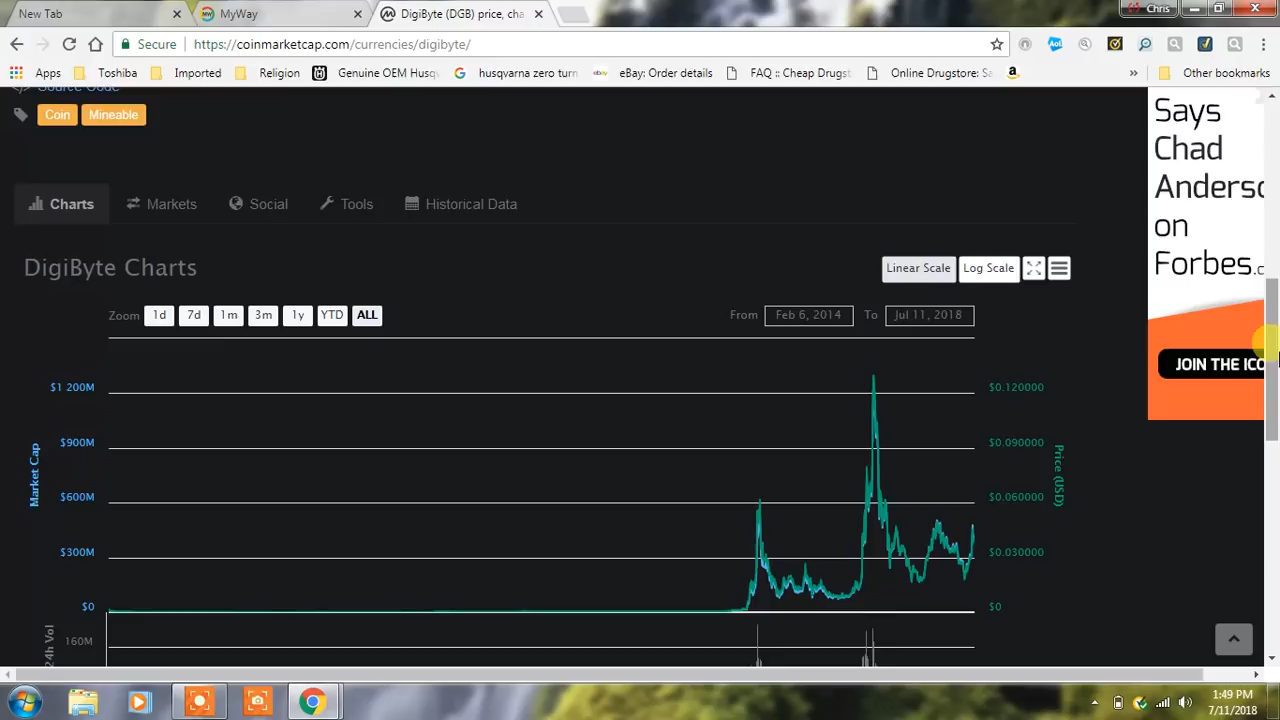 New Tab
MyWay
DigiByte (DGB) price, cha
Chris
Secure
https://coinmarketcap.com/currencies/digibyte/
Apps
Toshiba
Imported
Religion
Genuine OEM Husq
husqvarna zero turn
eBay: Order details
FAQ :: Cheap Drugst
Online Drugstore: Sa
Other bookmarks
Source Code
Coin
Mineable
Says
Chad
Anderso
on
Forbes.c
JOIN THE ICO
Charts
Markets
Social
Tools
Historical Data
DigiByte Charts
Linear Scale
Log Scale
Zoom
1d
7d
1m
3m
1y
YTD
ALL
From
Feb 6, 2014
To
Jul 11, 2018
$1 200M
$900M
$600M
$300M
$0
Market Cap
$0.120000
$0.090000
$0.060000
$0.030000
$0
Price (USD)
160M
24h Vol
1:49 PM
7/11/2018